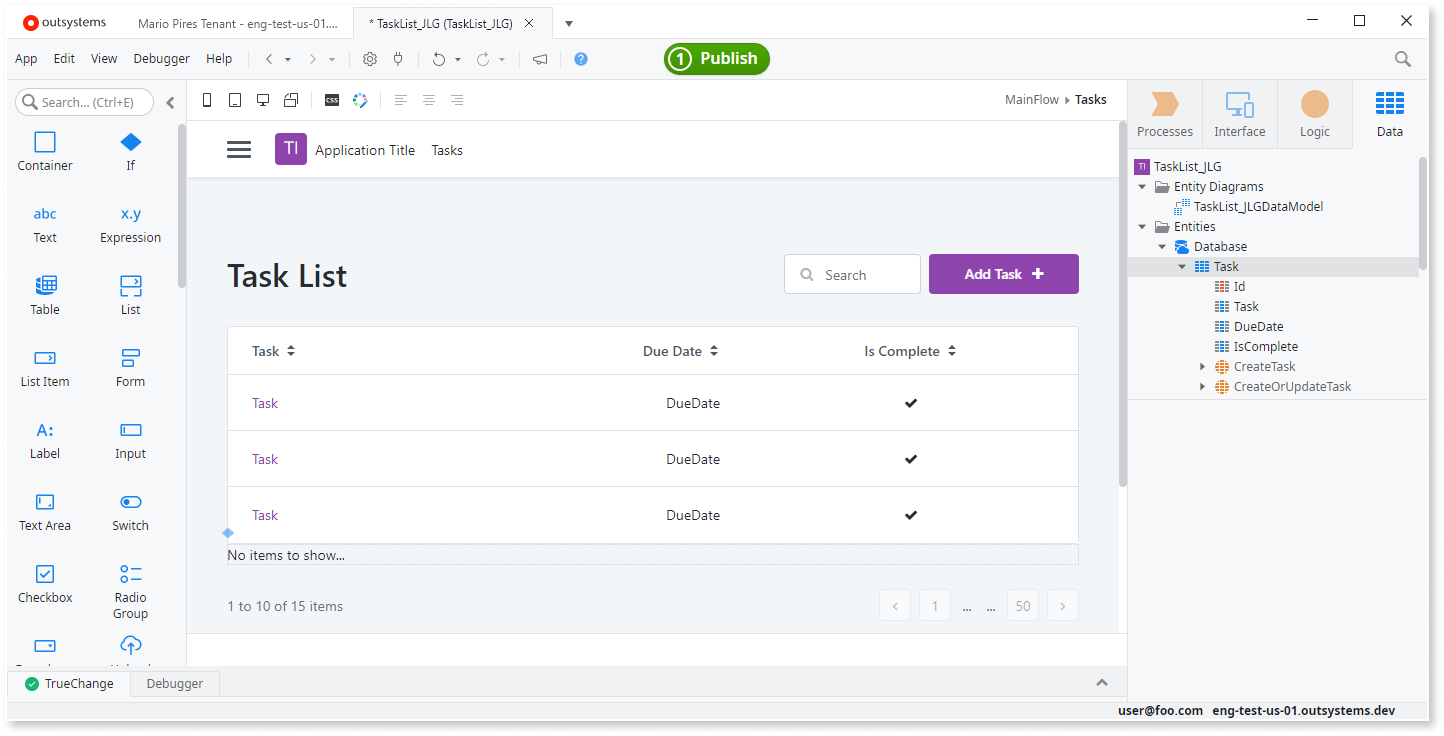 outsystems
Mario Pires Tenant - eng-test-us-01....
* TaskList_JLG (TaskList_JLG)
App Edit View Debugger Help
1 Publish
Search... (Ctrl+E)
Container If
abc x.y
Text Expression
Table List
List Item Form
A:
Label Input
Text Area Switch
Checkbox Radio Group
CSS
MainFlow Tasks
TI Application Title Tasks
Task List
Search
Add Task +
Task Due Date Is Complete
Task DueDate
Task DueDate
Task DueDate
No items to show...
1 to 10 of 15 items
< 1 ... ... 50 >
Processes Interface Logic Data
TI TaskList_JLG
Entity Diagrams
TaskList_JLGDataModel
Entities
Database
Task
Id
Task
DueDate
IsComplete
CreateTask
CreateOrUpdateTask
TrueChange Debugger
user@foo.com eng-test-us-01.outsystems.dev